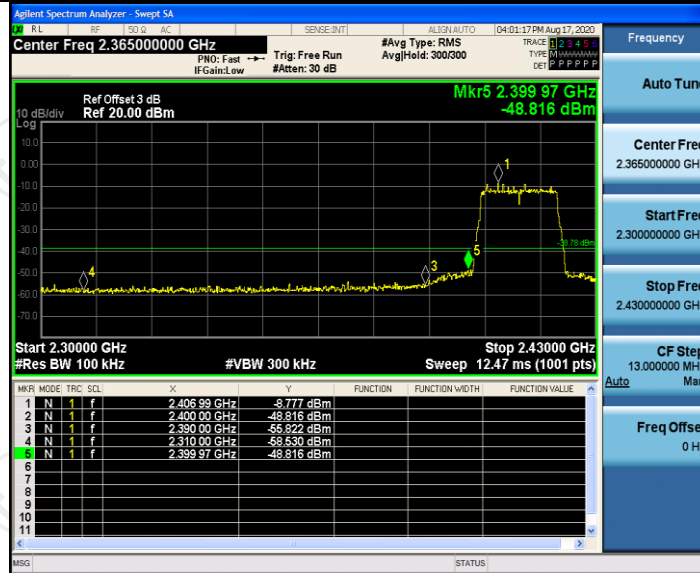 Agilent Spectrum Analyzer - Swept SA
RL RF 50 Ω AC SENSE:INT ALIGN AUTO 04:01:17 PM Aug 17, 2020
Center Freq 2.365000000 GHz
PNO: Fast
IFGain:Low
Trig: Free Run
#Atten: 30 dB
#Avg Type: RMS
Avg|Hold: 300/300
TRACE 1 2 3 4 5 6
TYPE M
DET P P P P P P
Mkr5 2.399 97 GHz
-48.816 dBm
Ref Offset 3 dB
10 dB/div Ref 20.00 dBm
Log
10.0
0.00
-10.0
-20.0
-30.0
-40.0
-50.0
-60.0
-70.0
1
-38.78 dBm
5
3
4
Start 2.30000 GHz Stop 2.43000 GHz
#Res BW 100 kHz #VBW 300 kHz Sweep 12.47 ms (1001 pts)
MKR MODE TRC SCL X Y FUNCTION FUNCTION WIDTH FUNCTION VALUE
1 N 1 f 2.406 99 GHz -8.777 dBm
2 N 1 f 2.400 00 GHz -48.816 dBm
3 N 1 f 2.390 00 GHz -55.822 dBm
4 N 1 f 2.310 00 GHz -58.530 dBm
5 N 1 f 2.399 97 GHz -48.816 dBm
6
7
8
9
10
11
MSG STATUS
Frequency
Auto Tun
Center Fre
2.365000000 GH
Start Fre
2.300000000 GH
Stop Fre
2.430000000 GH
CF Ste
13.000000 MH
Auto Ma
Freq Offse
0 H